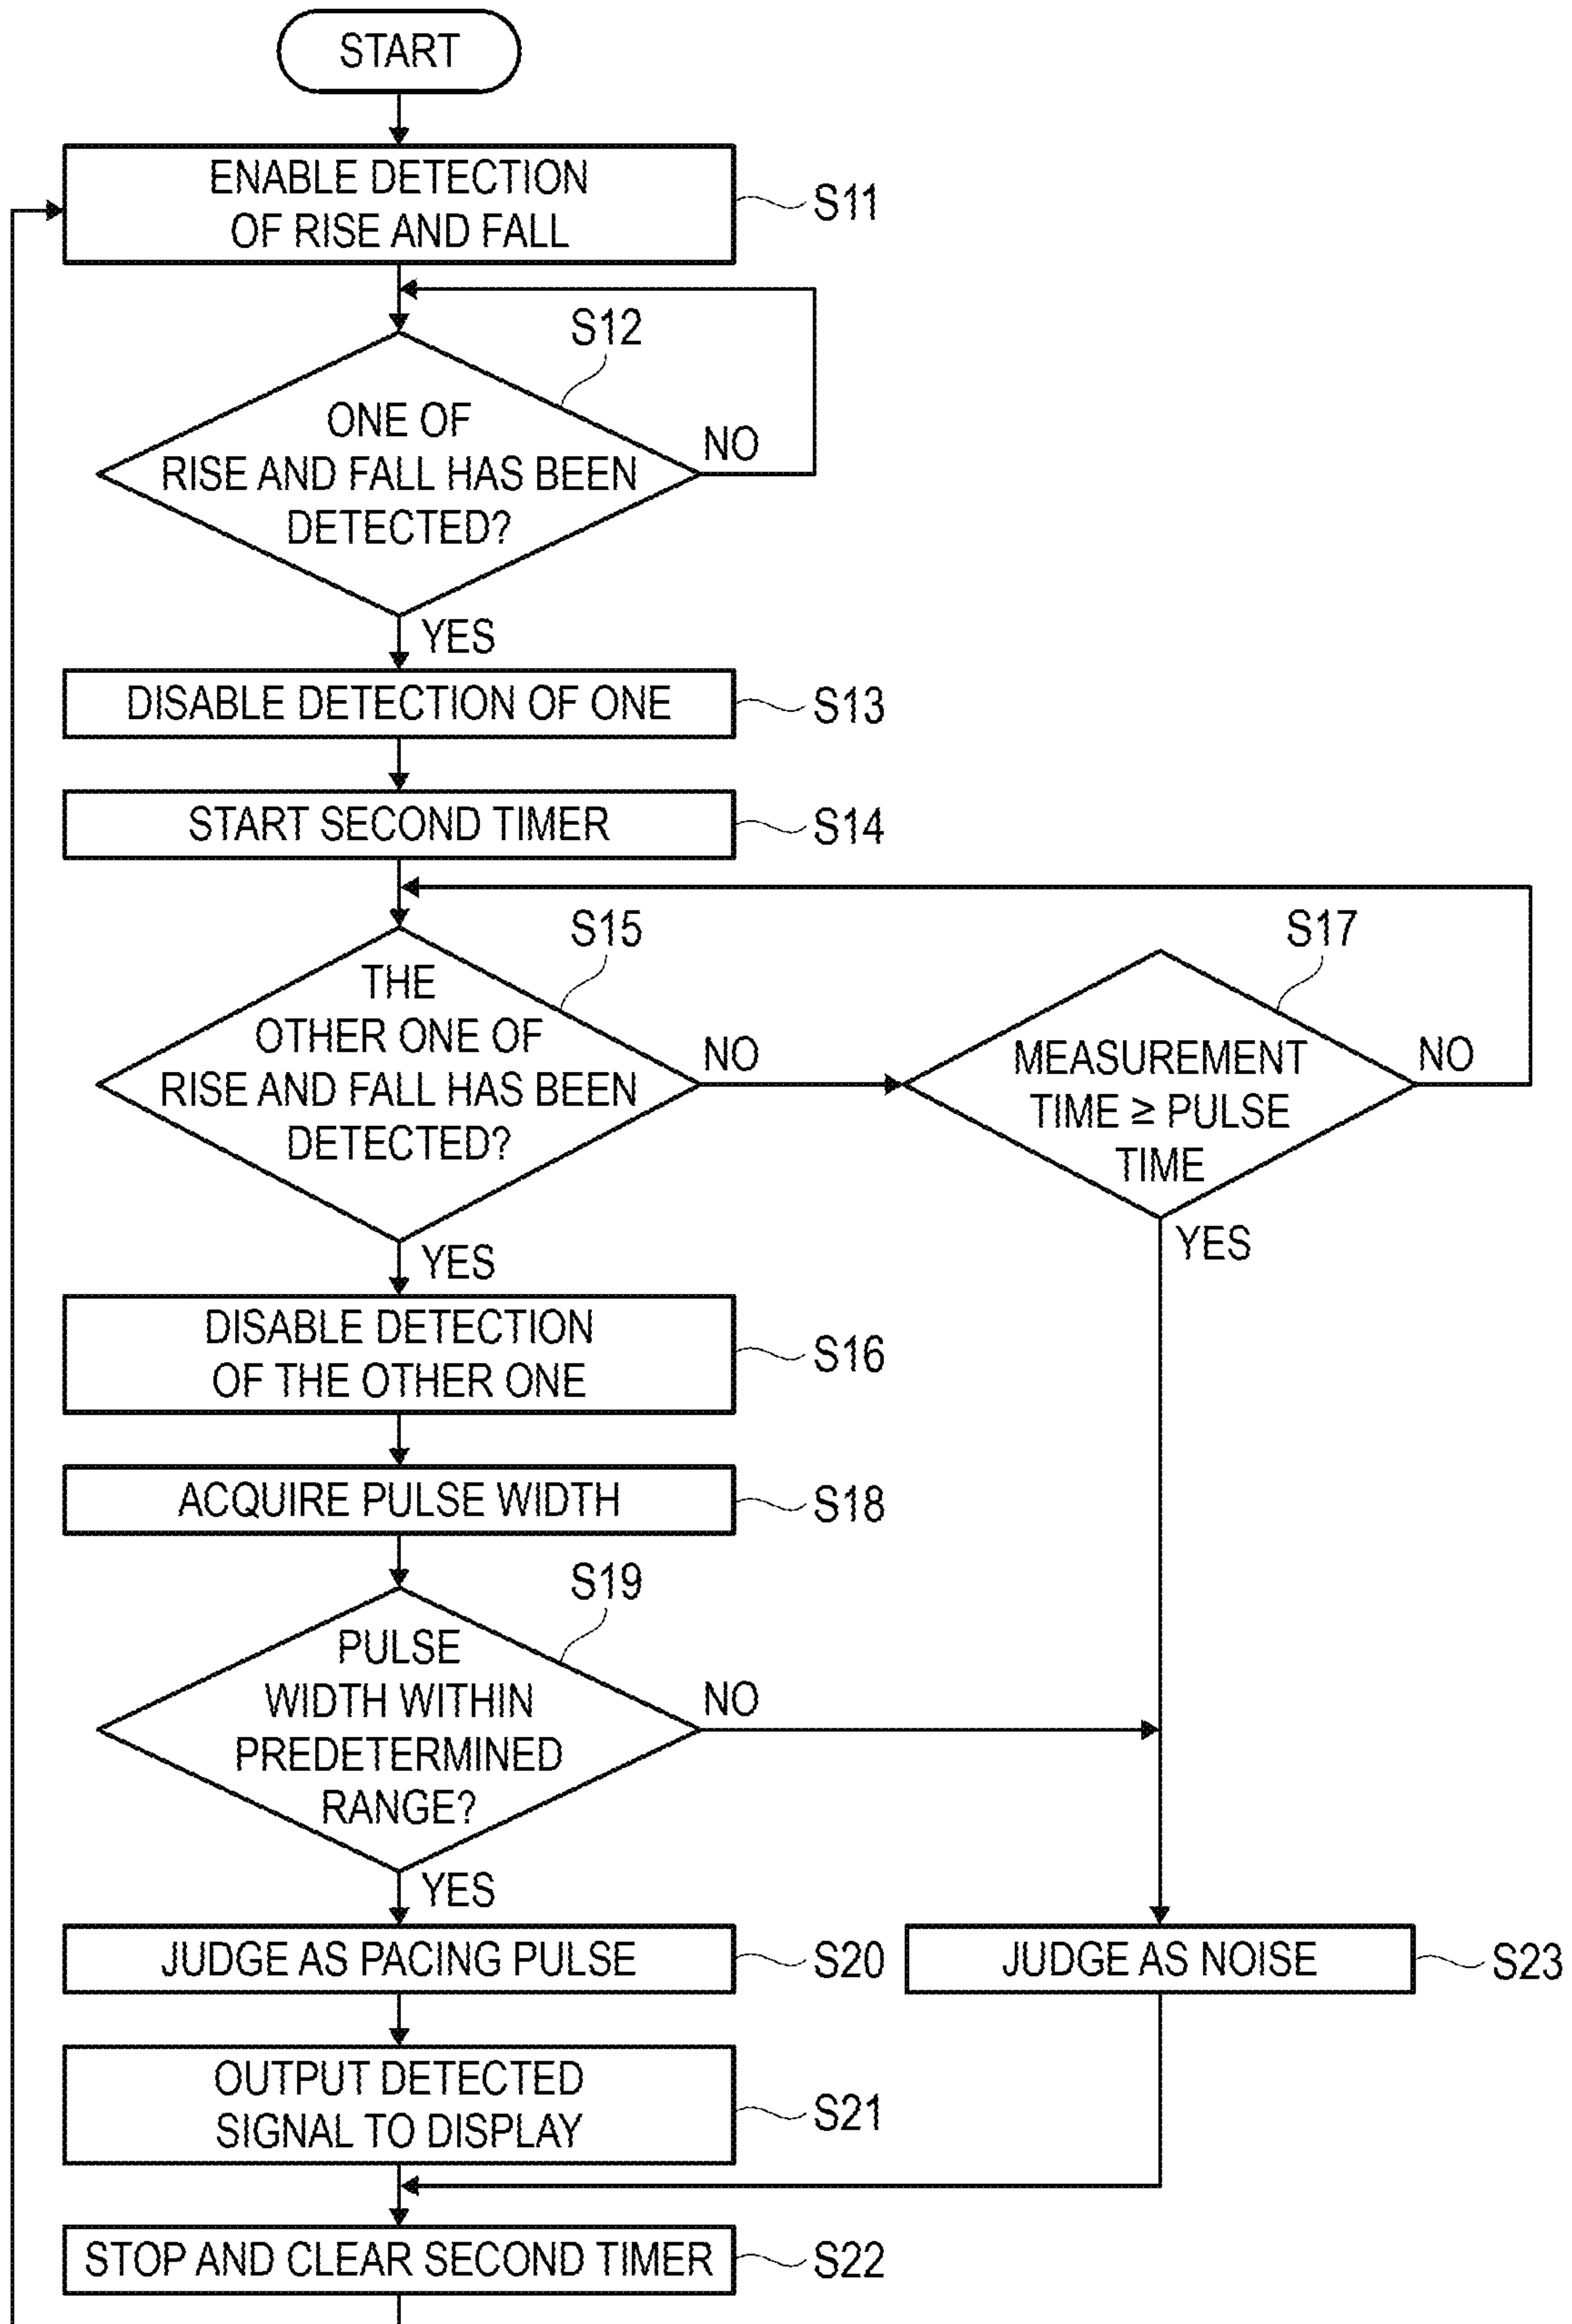 START
ENABLE DETECTION
OF RISE AND FALL
S11
S12
ONE OF
RISE AND FALL HAS BEEN
DETECTED?
NO
YES
DISABLE DETECTION OF ONE
S13
START SECOND TIMER
S14
S15
THE
OTHER ONE OF
RISE AND FALL HAS BEEN
DETECTED?
NO
S17
MEASUREMENT
TIME ≥ PULSE
TIME
NO
YES
YES
DISABLE DETECTION
OF THE OTHER ONE
S16
ACQUIRE PULSE WIDTH
S18
S19
PULSE
WIDTH WITHIN
PREDETERMINED
RANGE?
NO
YES
JUDGE AS PACING PULSE
S20
JUDGE AS NOISE
S23
OUTPUT DETECTED
SIGNAL TO DISPLAY
S21
STOP AND CLEAR SECOND TIMER
S22